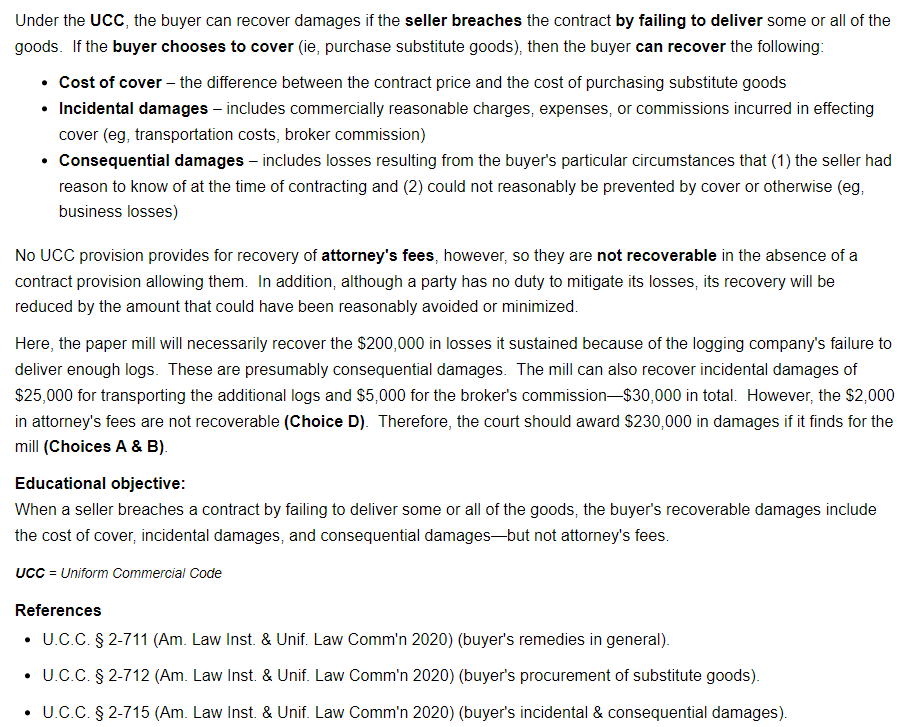 Under the UCC, the buyer can recover damages if the seller breaches the contract by failing to deliver some or all of the
goods. If the buyer chooses to cover (ie, purchase substitute goods), then the buyer can recover the following:
• Cost of cover – the difference between the contract price and the cost of purchasing substitute goods
• Incidental damages – includes commercially reasonable charges, expenses, or commissions incurred in effecting
cover (eg, transportation costs, broker commission)
• Consequential damages – includes losses resulting from the buyer's particular circumstances that (1) the seller had
reason to know of at the time of contracting and (2) could not reasonably be prevented by cover or otherwise (eg,
business losses)
No UCC provision provides for recovery of attorney's fees, however, so they are not recoverable in the absence of a
contract provision allowing them. In addition, although a party has no duty to mitigate its losses, its recovery will be
reduced by the amount that could have been reasonably avoided or minimized.
Here, the paper mill will necessarily recover the $200,000 in losses it sustained because of the logging company's failure to
deliver enough logs. These are presumably consequential damages. The mill can also recover incidental damages of
$25,000 for transporting the additional logs and $5,000 for the broker's commission—$30,000 in total. However, the $2,000
in attorney's fees are not recoverable (Choice D). Therefore, the court should award $230,000 in damages if it finds for the
mill (Choices A & B).
Educational objective:
When a seller breaches a contract by failing to deliver some or all of the goods, the buyer's recoverable damages include
the cost of cover, incidental damages, and consequential damages—but not attorney's fees.
UCC = Uniform Commercial Code
References
• U.C.C. § 2-711 (Am. Law Inst. & Unif. Law Comm'n 2020) (buyer's remedies in general).
• U.C.C. § 2-712 (Am. Law Inst. & Unif. Law Comm'n 2020) (buyer's procurement of substitute goods).
• U.C.C. § 2-715 (Am. Law Inst. & Unif. Law Comm'n 2020) (buyer's incidental & consequential damages).